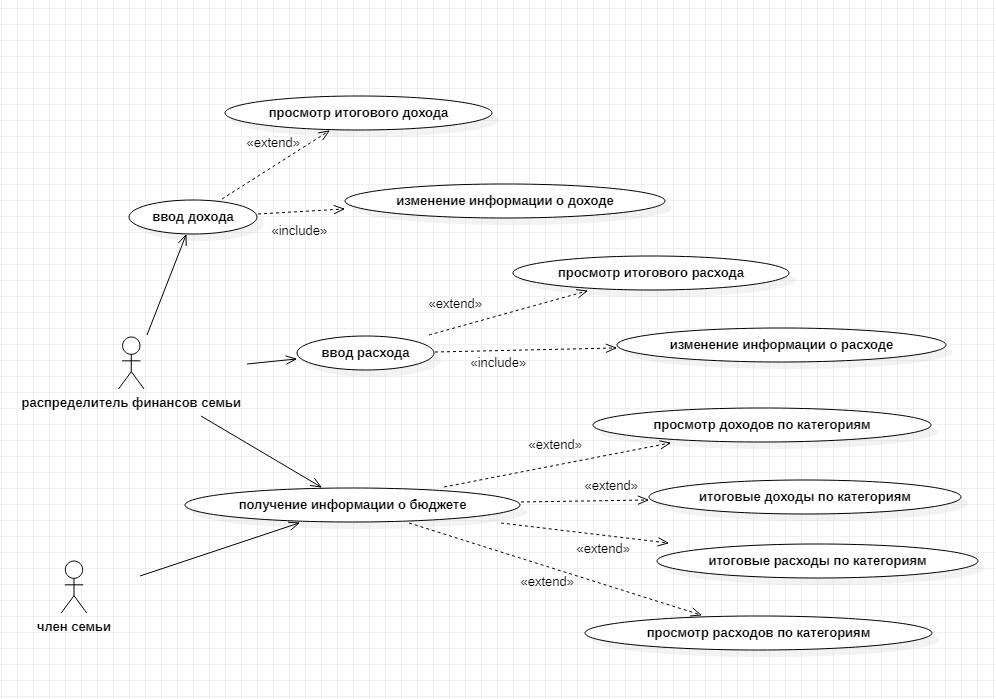 просмотр итогового дохода
«extend»
изменение информации о доходе
ввод дохода
«include»
просмотр итогового расхода
«extend»
изменение информации о расходе
ввод расхода
«include»
распределитель финансов семьи
просмотр доходов по категориям
«extend»
«extend»
итоговые доходы по категориям
получение информации о бюджете
«extend»
итоговые расходы по категориям
«extend»
член семьи
просмотр расходов по категориям